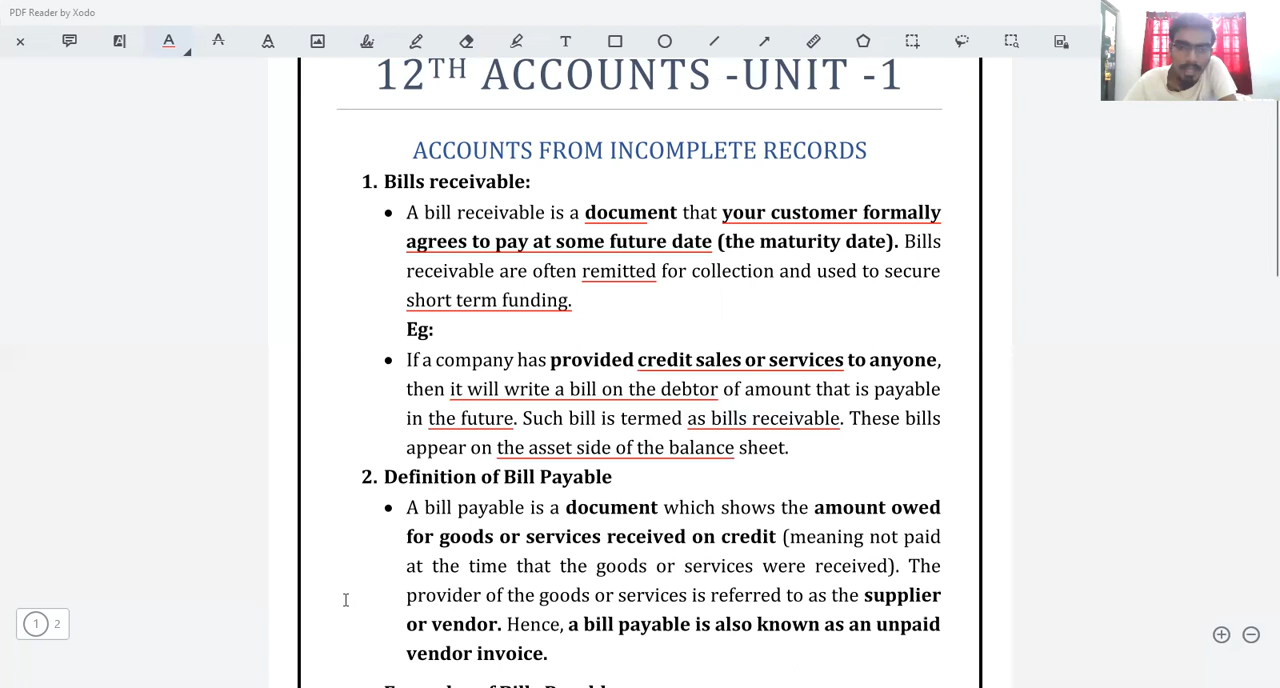 PDF Reader by Xodo
12TH ACCOUNTS -UNIT -1
ACCOUNTS FROM INCOMPLETE RECORDS
1. Bills receivable:
• A bill receivable is a document that your customer formally
agrees to pay at some future date (the maturity date). Bills
receivable are often remitted for collection and used to secure
short term funding.
Eg:
• If a company has provided credit sales or services to anyone,
then it will write a bill on the debtor of amount that is payable
in the future. Such bill is termed as bills receivable. These bills
appear on the asset side of the balance sheet.
2. Definition of Bill Payable
• A bill payable is a document which shows the amount owed
for goods or services received on credit (meaning not paid
at the time that the goods or services were received). The
provider of the goods or services is referred to as the supplier
or vendor. Hence, a bill payable is also known as an unpaid
vendor invoice.
1 2